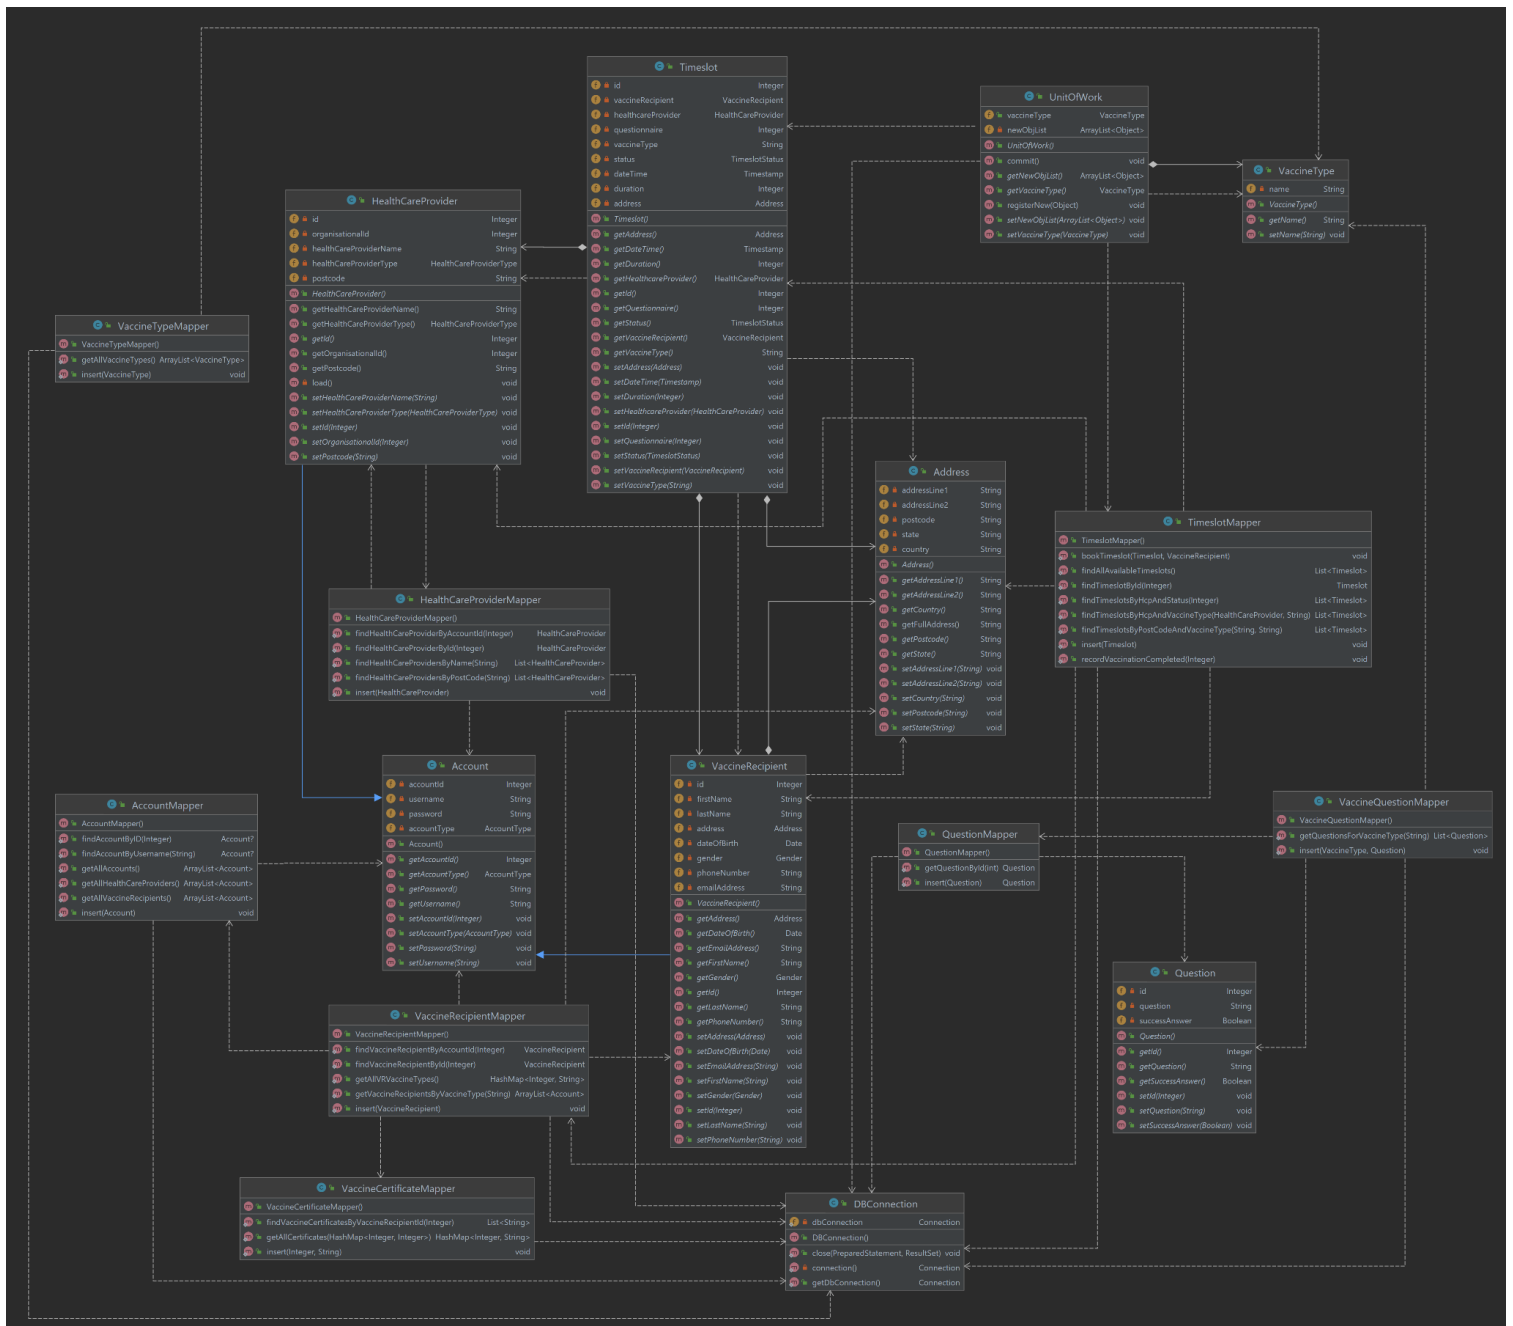 Timeslot
id Integer
vaccineRecipient VaccineRecipient
healthcareProvider HealthCareProvider
questionnaire Integer
vaccineType String
status TimeslotStatus
dateTime Timestamp
duration Integer
address Address
Timeslot()
getAddress() Address
getDateTime() Timestamp
getDuration() Integer
getHealthcareProvider() HealthCareProvider
getId() Integer
getQuestionnaire() Integer
getStatus() TimeslotStatus
getVaccineRecipient() VaccineRecipient
getVaccineType() String
setAddress(Address) void
setDateTime(Timestamp) void
setDuration(Integer) void
setHealthcareProvider(HealthCareProvider) void
setId(Integer) void
setQuestionnaire(Integer) void
setStatus(TimeslotStatus) void
setVaccineRecipient(VaccineRecipient) void
setVaccineType(String) void
UnitOfWork
vaccineType VaccineType
newObjList ArrayList<Object>
UnitOfWork()
commit() void
getNewObjList() ArrayList<Object>
getVaccineType() VaccineType
registerNew(Object) void
setNewObjList(ArrayList<Object>) void
setVaccineType(VaccineType) void
VaccineType
name String
VaccineType()
getName() String
setName(String) void
HealthCareProvider
id Integer
organisationalId Integer
healthCareProviderName String
healthCareProviderType HealthCareProviderType
postcode String
HealthCareProvider()
getHealthCareProviderName() String
getHealthCareProviderType() HealthCareProviderType
getId() Integer
getOrganisationalId() Integer
getPostcode() String
load() void
setHealthCareProviderName(String) void
setHealthCareProviderType(HealthCareProviderType) void
setId(Integer) void
setOrganisationalId(Integer) void
setPostcode(String) void
VaccineTypeMapper
VaccineTypeMapper()
getAllVaccineTypes() ArrayList<VaccineType>
insert(VaccineType) void
Address
addressLine1 String
addressLine2 String
postcode String
state String
country String
Address()
getAddressLine1() String
getAddressLine2() String
getCountry() String
getFullAddress() String
getPostcode() String
getState() String
setAddressLine1(String) void
setAddressLine2(String) void
setCountry(String) void
setPostcode(String) void
setState(String) void
TimeslotMapper
TimeslotMapper()
bookTimeslot(Timeslot, VaccineRecipient) void
findAllAvailableTimeslots() List<Timeslot>
findTimeslotById(Integer) Timeslot
findTimeslotsByHcpAndStatus(Integer) List<Timeslot>
findTimeslotsByHcpAndVaccineType(HealthCareProvider, String) List<Timeslot>
findTimeslotsByPostCodeAndVaccineType(String, String) List<Timeslot>
insert(Timeslot) void
recordVaccinationCompleted(Integer) void
HealthCareProviderMapper
HealthCareProviderMapper()
findHealthCareProviderByAccountId(Integer) HealthCareProvider
findHealthCareProviderById(Integer) HealthCareProvider
findHealthCareProvidersByName(String) List<HealthCareProvider>
findHealthCareProvidersByPostCode(String) List<HealthCareProvider>
insert(HealthCareProvider) void
Account
accountId Integer
username String
password String
accountType AccountType
Account()
getAccountId() Integer
getAccountType() AccountType
getPassword() String
getUsername() String
setAccountId(Integer) void
setAccountType(AccountType) void
setPassword(String) void
setUsername(String) void
VaccineRecipient
id Integer
firstName String
lastName String
address Address
dateOfBirth Date
gender Gender
phoneNumber String
emailAddress String
VaccineRecipient()
getAddress() Address
getDateOfBirth() Date
getEmailAddress() String
getFirstName() String
getGender() Gender
getId() Integer
getLastName() String
getPhoneNumber() String
setAddress(Address) void
setDateOfBirth(Date) void
setEmailAddress(String) void
setFirstName(String) void
setGender(Gender) void
setId(Integer) void
setLastName(String) void
setPhoneNumber(String) void
AccountMapper
AccountMapper()
findAccountByID(Integer) Account?
findAccountByUsername(String) Account?
getAllAccounts() ArrayList<Account>
getAllHealthCareProviders() ArrayList<Account>
getAllVaccineRecipients() ArrayList<Account>
insert(Account) void
VaccineQuestionMapper
VaccineQuestionMapper()
getQuestionsForVaccineType(String) List<Question>
insert(VaccineType, Question) void
QuestionMapper
QuestionMapper()
getQuestionById(int) Question
insert(Question) Question
Question
id Integer
question String
successAnswer Boolean
Question()
getId() Integer
getQuestion() String
getSuccessAnswer() Boolean
setId(Integer) void
setQuestion(String) void
setSuccessAnswer(Boolean) void
VaccineRecipientMapper
VaccineRecipientMapper()
findVaccineRecipientByAccountId(Integer) VaccineRecipient
findVaccineRecipientById(Integer) VaccineRecipient
getAllVRVaccineTypes() HashMap<Integer, String>
getVaccineRecipientsByVaccineType(String) ArrayList<Account>
insert(VaccineRecipient) void
VaccineCertificateMapper
VaccineCertificateMapper()
findVaccineCertificatesByVaccineRecipientId(Integer) List<String>
getAllCertificates(HashMap<Integer, Integer>) HashMap<Integer, String>
insert(Integer, String) void
DBConnection
dbConnection Connection
DBConnection()
close(PreparedStatement, ResultSet) void
connection() Connection
getDbConnection() Connection